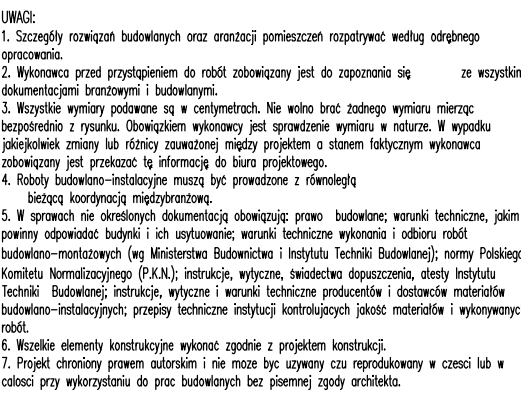 UWAGI:
1. Szczegóły rozwiązań budowlanych oraz aranżacji pomieszczeń rozpatrywać według odrębnego
opracowania.
2. Wykonawca przed przystąpieniem do robót zobowiązany jest do zapoznania się ze wszystkin
dokumentacjami branżowymi i budowlanymi.
3. Wszystkie wymiary podawane są w centymetrach. Nie wolno brać żadnego wymiaru mierząc
bezpośrednio z rysunku. Obowiązkiem wykonawcy jest sprawdzenie wymiaru w naturze. W wypadku
jakiejkolwiek zmiany lub różnicy zauważonej między projektem a stanem faktycznym wykonawca
zobowiązany jest przekazać tę informację do biura projektowego.
4. Roboty budowlano-instalacyjne muszą być prowadzone z równoległą
bieżącą koordynacją międzybranżową.
5. W sprawach nie określonych dokumentacją obowiązują: prawo budowlane; warunki techniczne, jakim
powinny odpowiadać budynki i ich usytuowanie; warunki techniczne wykonania i odbioru robót
budowlano-montażowych (wg Ministerstwa Budownictwa i Instytutu Techniki Budowlanej); normy Polskiego
Komitetu Normalizacyjnego (P.K.N.); instrukcje, wytyczne, świadectwa dopuszczenia, atesty Instytutu
Techniki Budowlanej; instrukcje, wytyczne i warunki techniczne producentów i dostawców materiałów
budowlano-instalacyjnych; przepisy techniczne instytucji kontrolujacych jakość materiałów i wykonywanyc
robót.
6. Wszelkie elementy konstrukcyjne wykonać zgodnie z projektem konstrukcji.
7. Projekt chroniony prawem autorskim i nie moze byc uzywany czu reprodukowany w czesci lub w
calosci przy wykorzystaniu do prac budowlanych bez pisemnej zgody architekta.